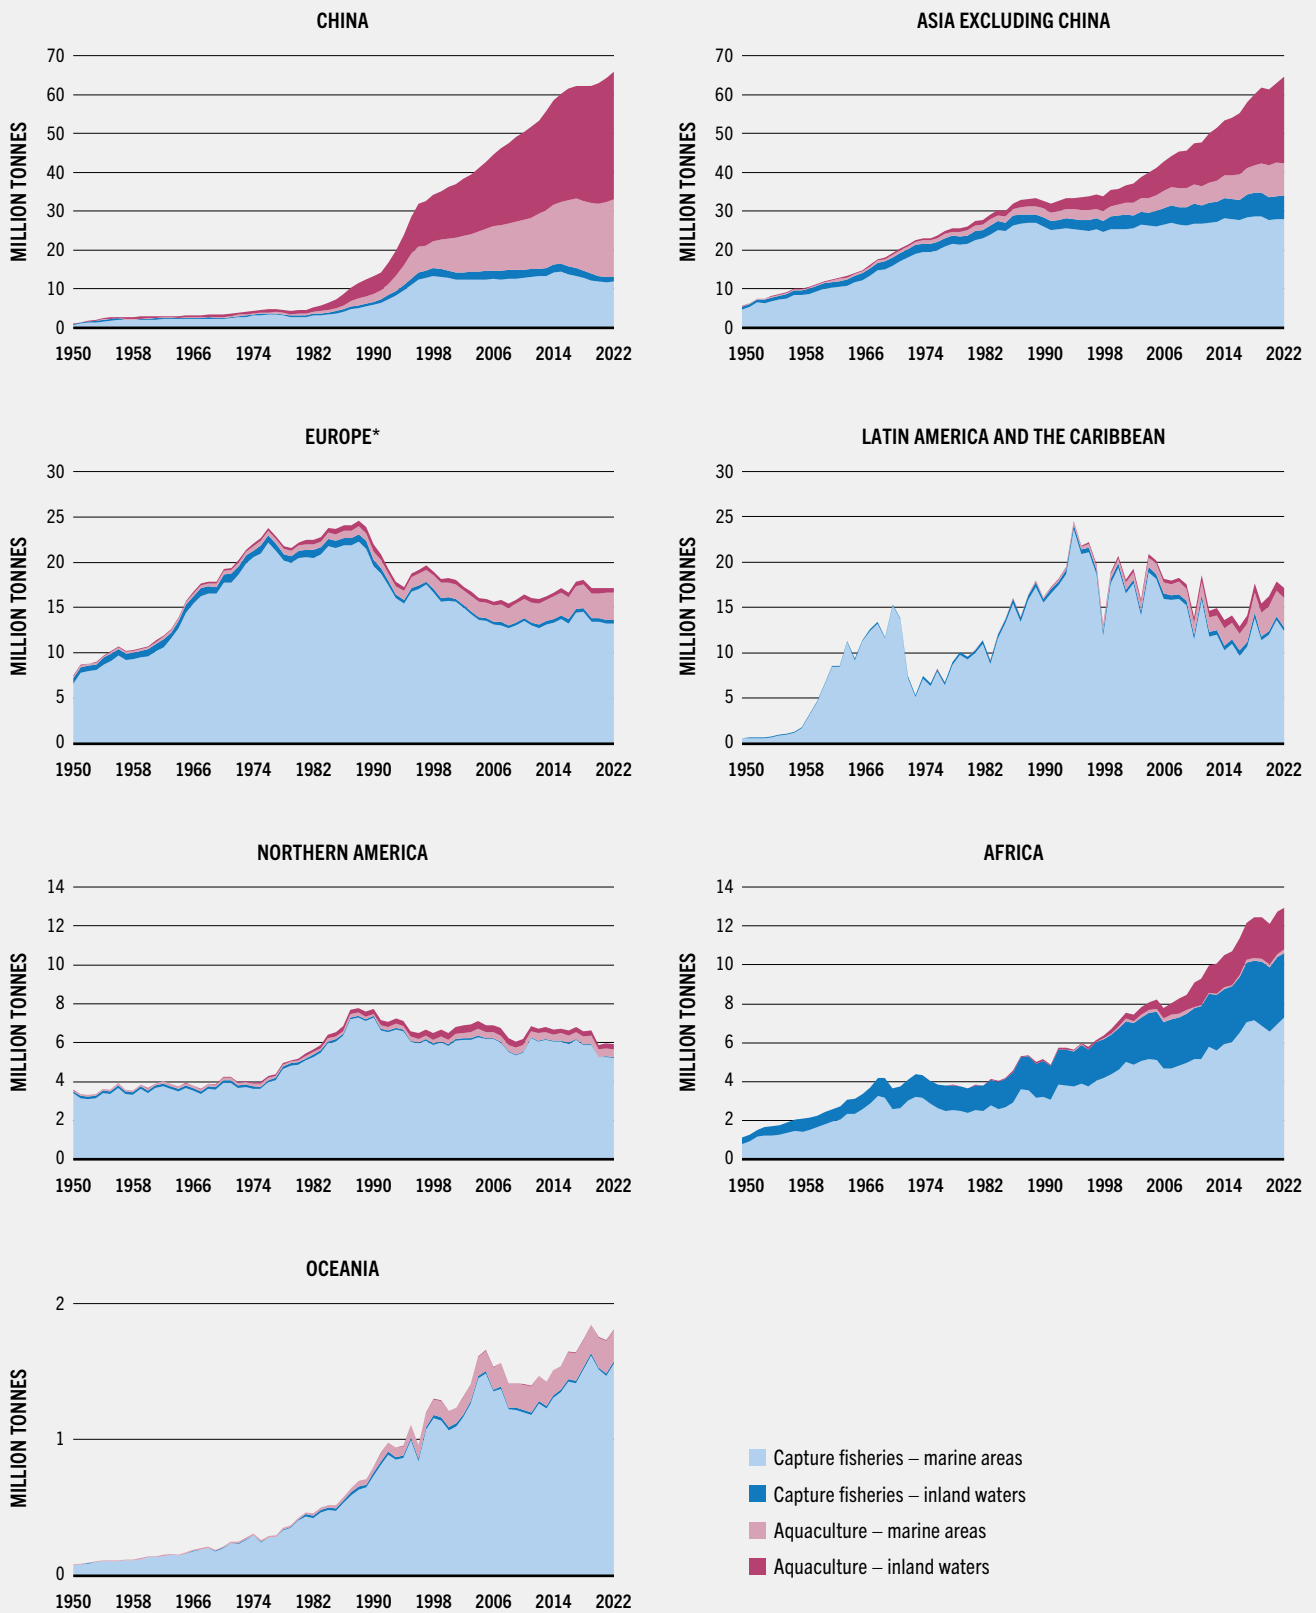 CHINA
70
60
50
40
30
20
10
0
MILLION TONNES
1950 1958 1966 1974 1982 1990 1998 2006 2014 2022
ASIA EXCLUDING CHINA
70
60
50
40
30
20
10
0
MILLION TONNES
1950 1958 1966 1974 1982 1990 1998 2006 2014 2022
EUROPE*
30
25
20
15
10
5
0
MILLION TONNES
1950 1958 1966 1974 1982 1990 1998 2006 2014 2022
LATIN AMERICA AND THE CARIBBEAN
30
25
20
15
10
5
0
MILLION TONNES
1950 1958 1966 1974 1982 1990 1998 2006 2014 2022
NORTHERN AMERICA
14
12
10
8
6
4
2
0
MILLION TONNES
1950 1958 1966 1974 1982 1990 1998 2006 2014 2022
AFRICA
14
12
10
8
6
4
2
0
MILLION TONNES
1950 1958 1966 1974 1982 1990 1998 2006 2014 2022
OCEANIA
2
1
0
MILLION TONNES
1950 1958 1966 1974 1982 1990 1998 2006 2014 2022
Capture fisheries – marine areas
Capture fisheries – inland waters
Aquaculture – marine areas
Aquaculture – inland waters